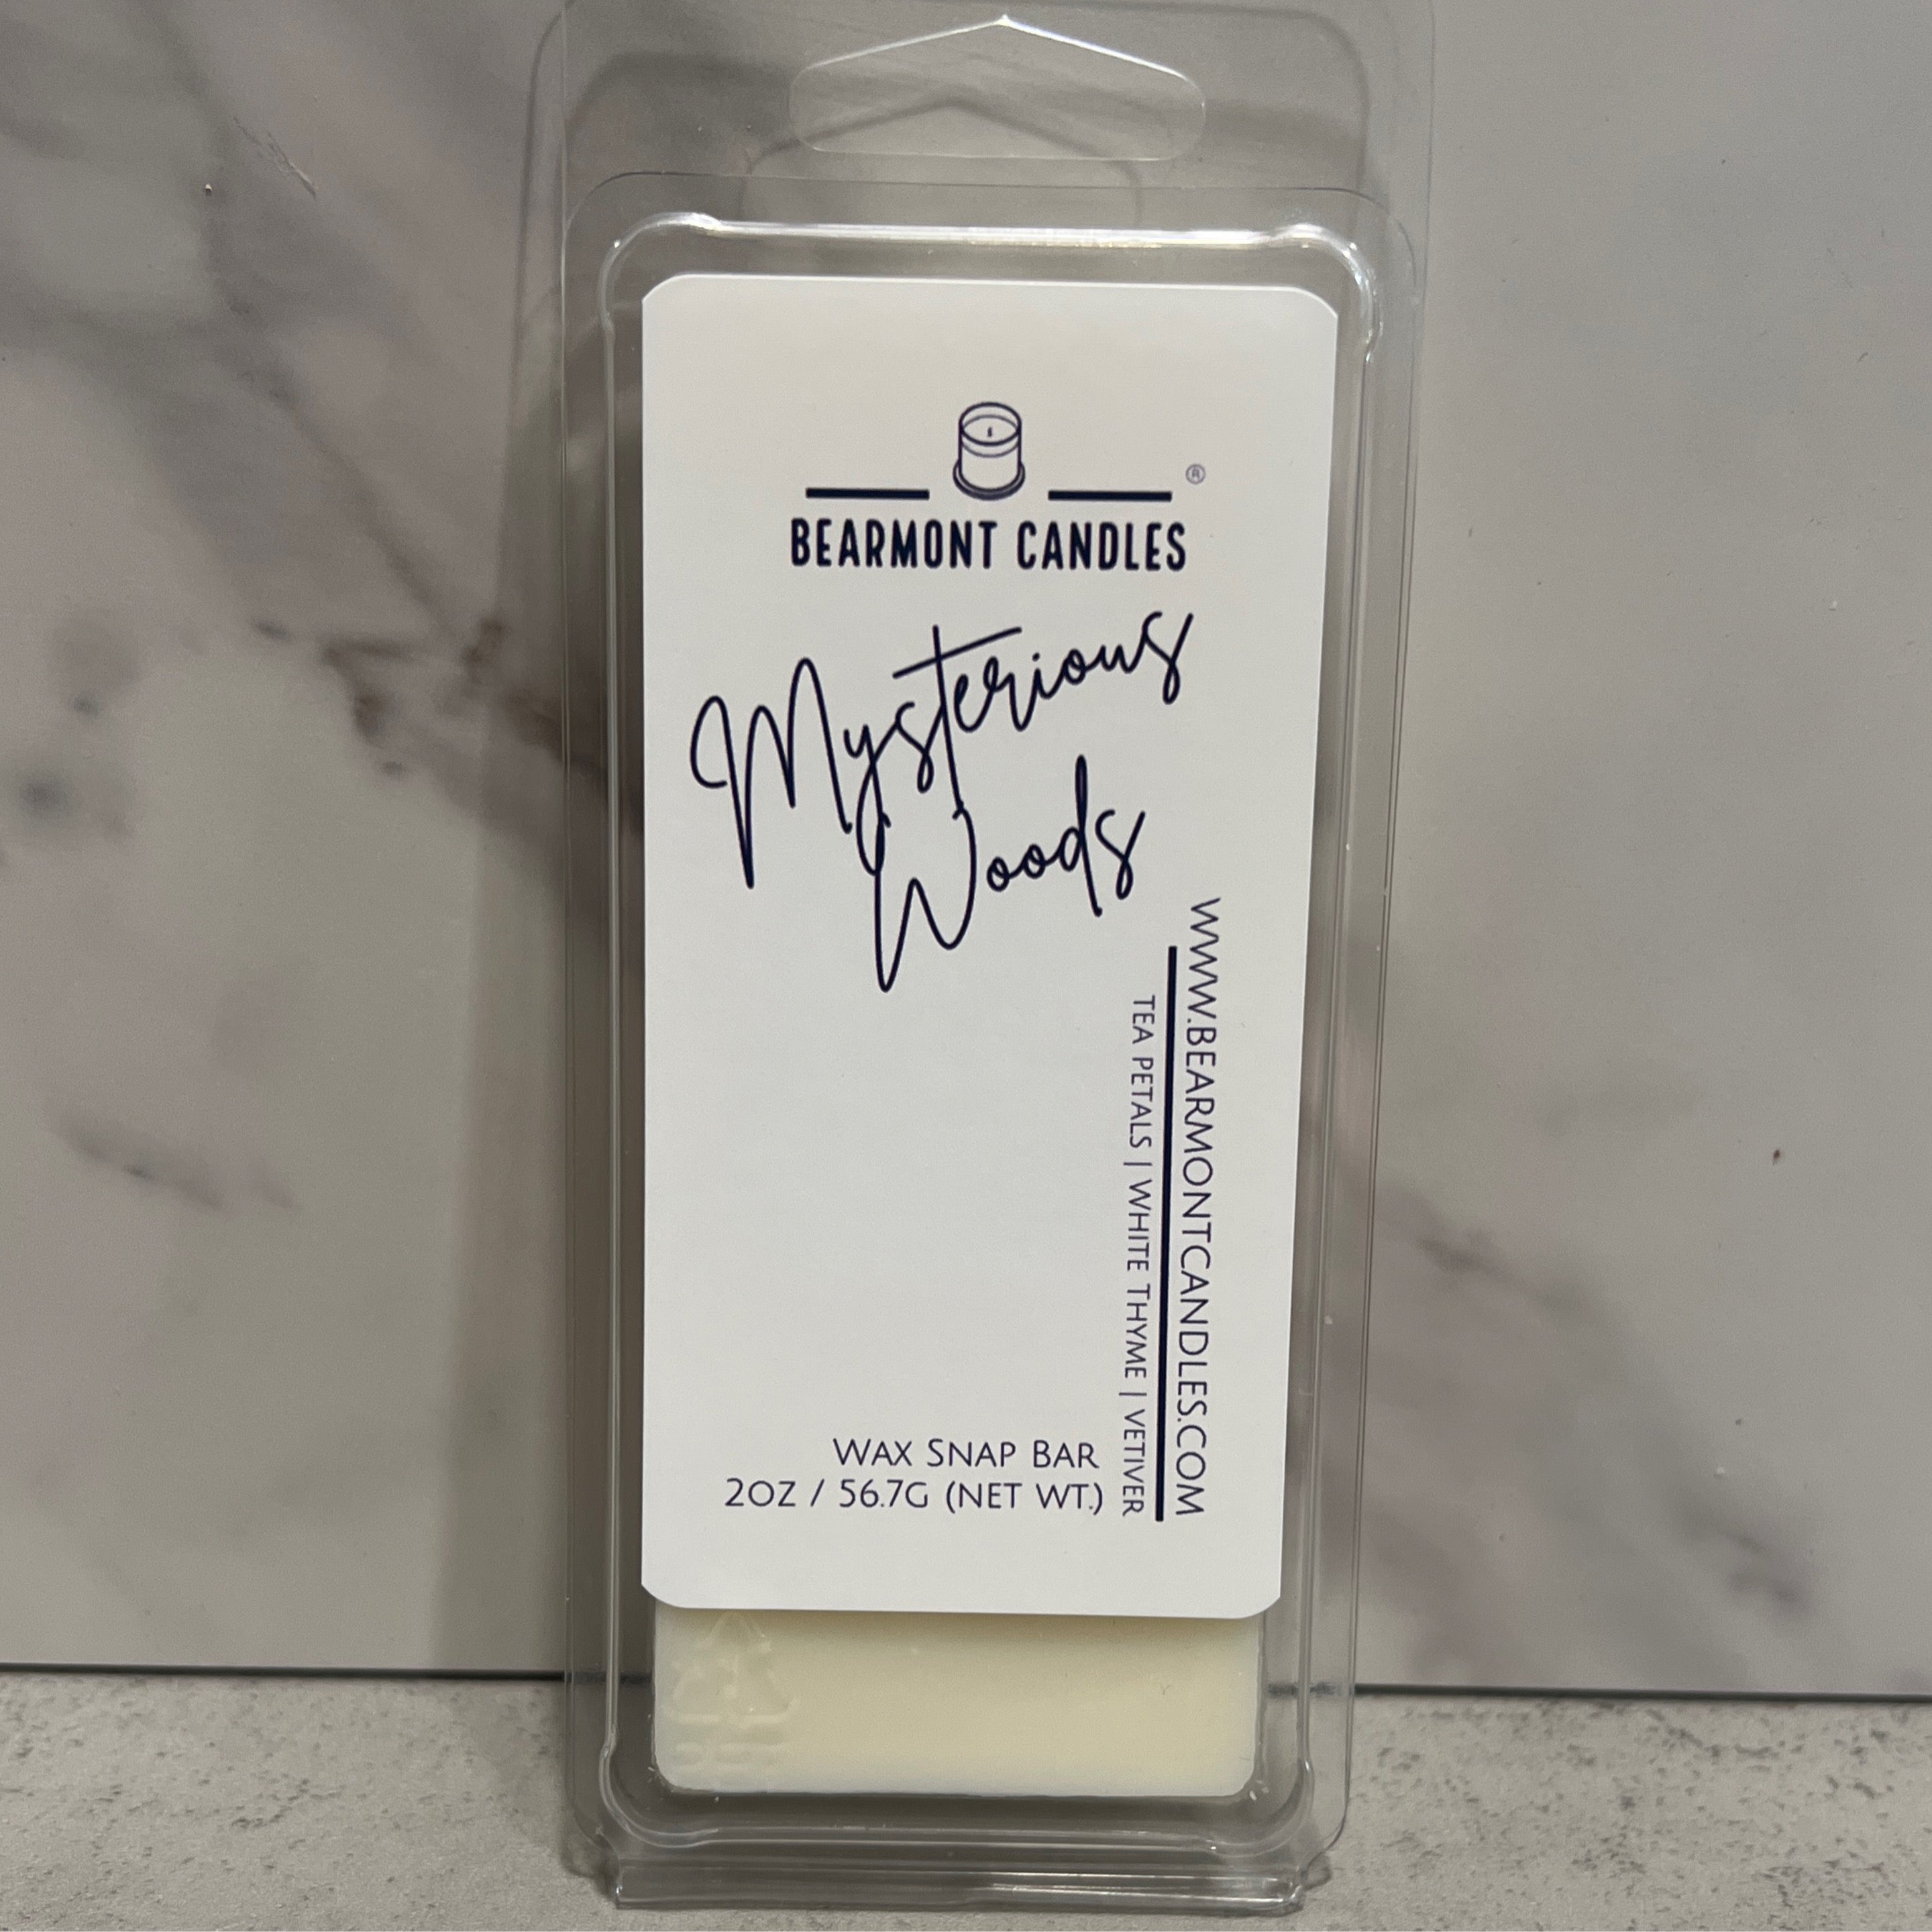 ®
BEARMONT CANDLES
Mysterious
Woods
WWW.BEARMONTCANDLES.COM
TEA PETALS | WHITE THYME | VETIVER
WAX SNAP BAR
2OZ / 56.7G (NET WT.)